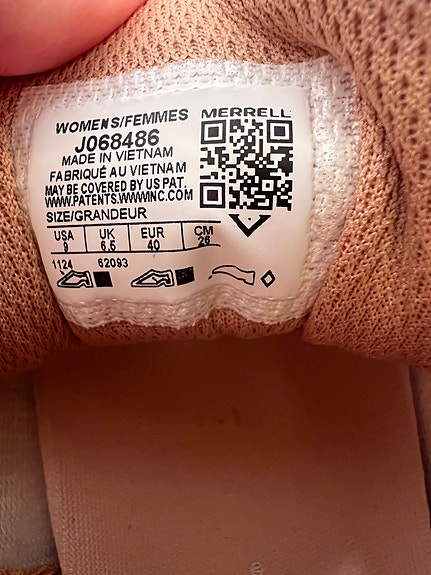 WOMENS/FEMMES
MERRELL
J068486
MADE IN VIETNAM
FABRIQUÉ AU VIETNAM
MAY BE COVERED BY US PAT.
WWW.PATENTS.WWWINC.COM
SIZE/GRANDEUR
USA UK EUR CM
9 6.5 40 26
1124 62093